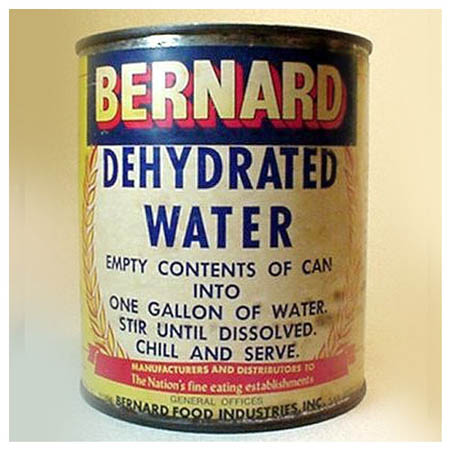 BERNARD
DEHYDRATED
WATER
EMPTY CONTENTS OF CAN
INTO
ONE GALLON OF WATER.
STIR UNTIL DISSOLVED.
CHILL AND SERVE.
MANUFACTURERS AND DISTRIBUTORS TO
The Nation's fine eating establishments
GENERAL OFFICES
BERNARD FOOD INDUSTRIES, INC.